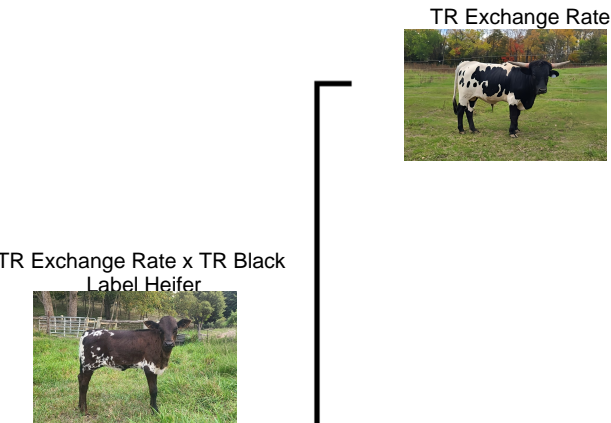 TR Exchange Rate
TR Exchange Rate x TR Black
Label Heifer